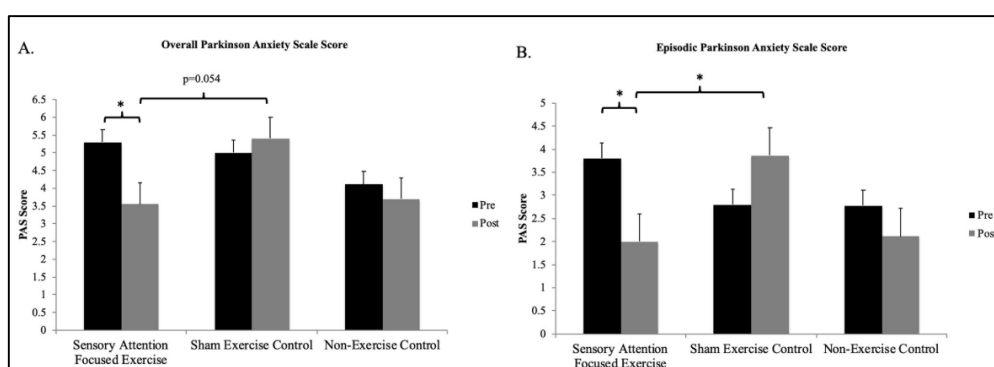 A.
Overall Parkinson Anxiety Scale Score
p=0.054
*
6.5
6
5.5
5
4.5
4
3.5
3
2.5
2
1.5
1
0.5
0
PAS Score
Pre
Post
Sensory Attention
Focused Exercise
Sham Exercise Control
Non-Exercise Control
B.
Episodic Parkinson Anxiety Scale Score
*
*
5
4.5
4
3.5
3
2.5
2
1.5
1
0.5
0
PAS Score
Pre
Pos
Sensory Attention
Focused Exercise
Sham Exercise Control
Non-Exercise Control